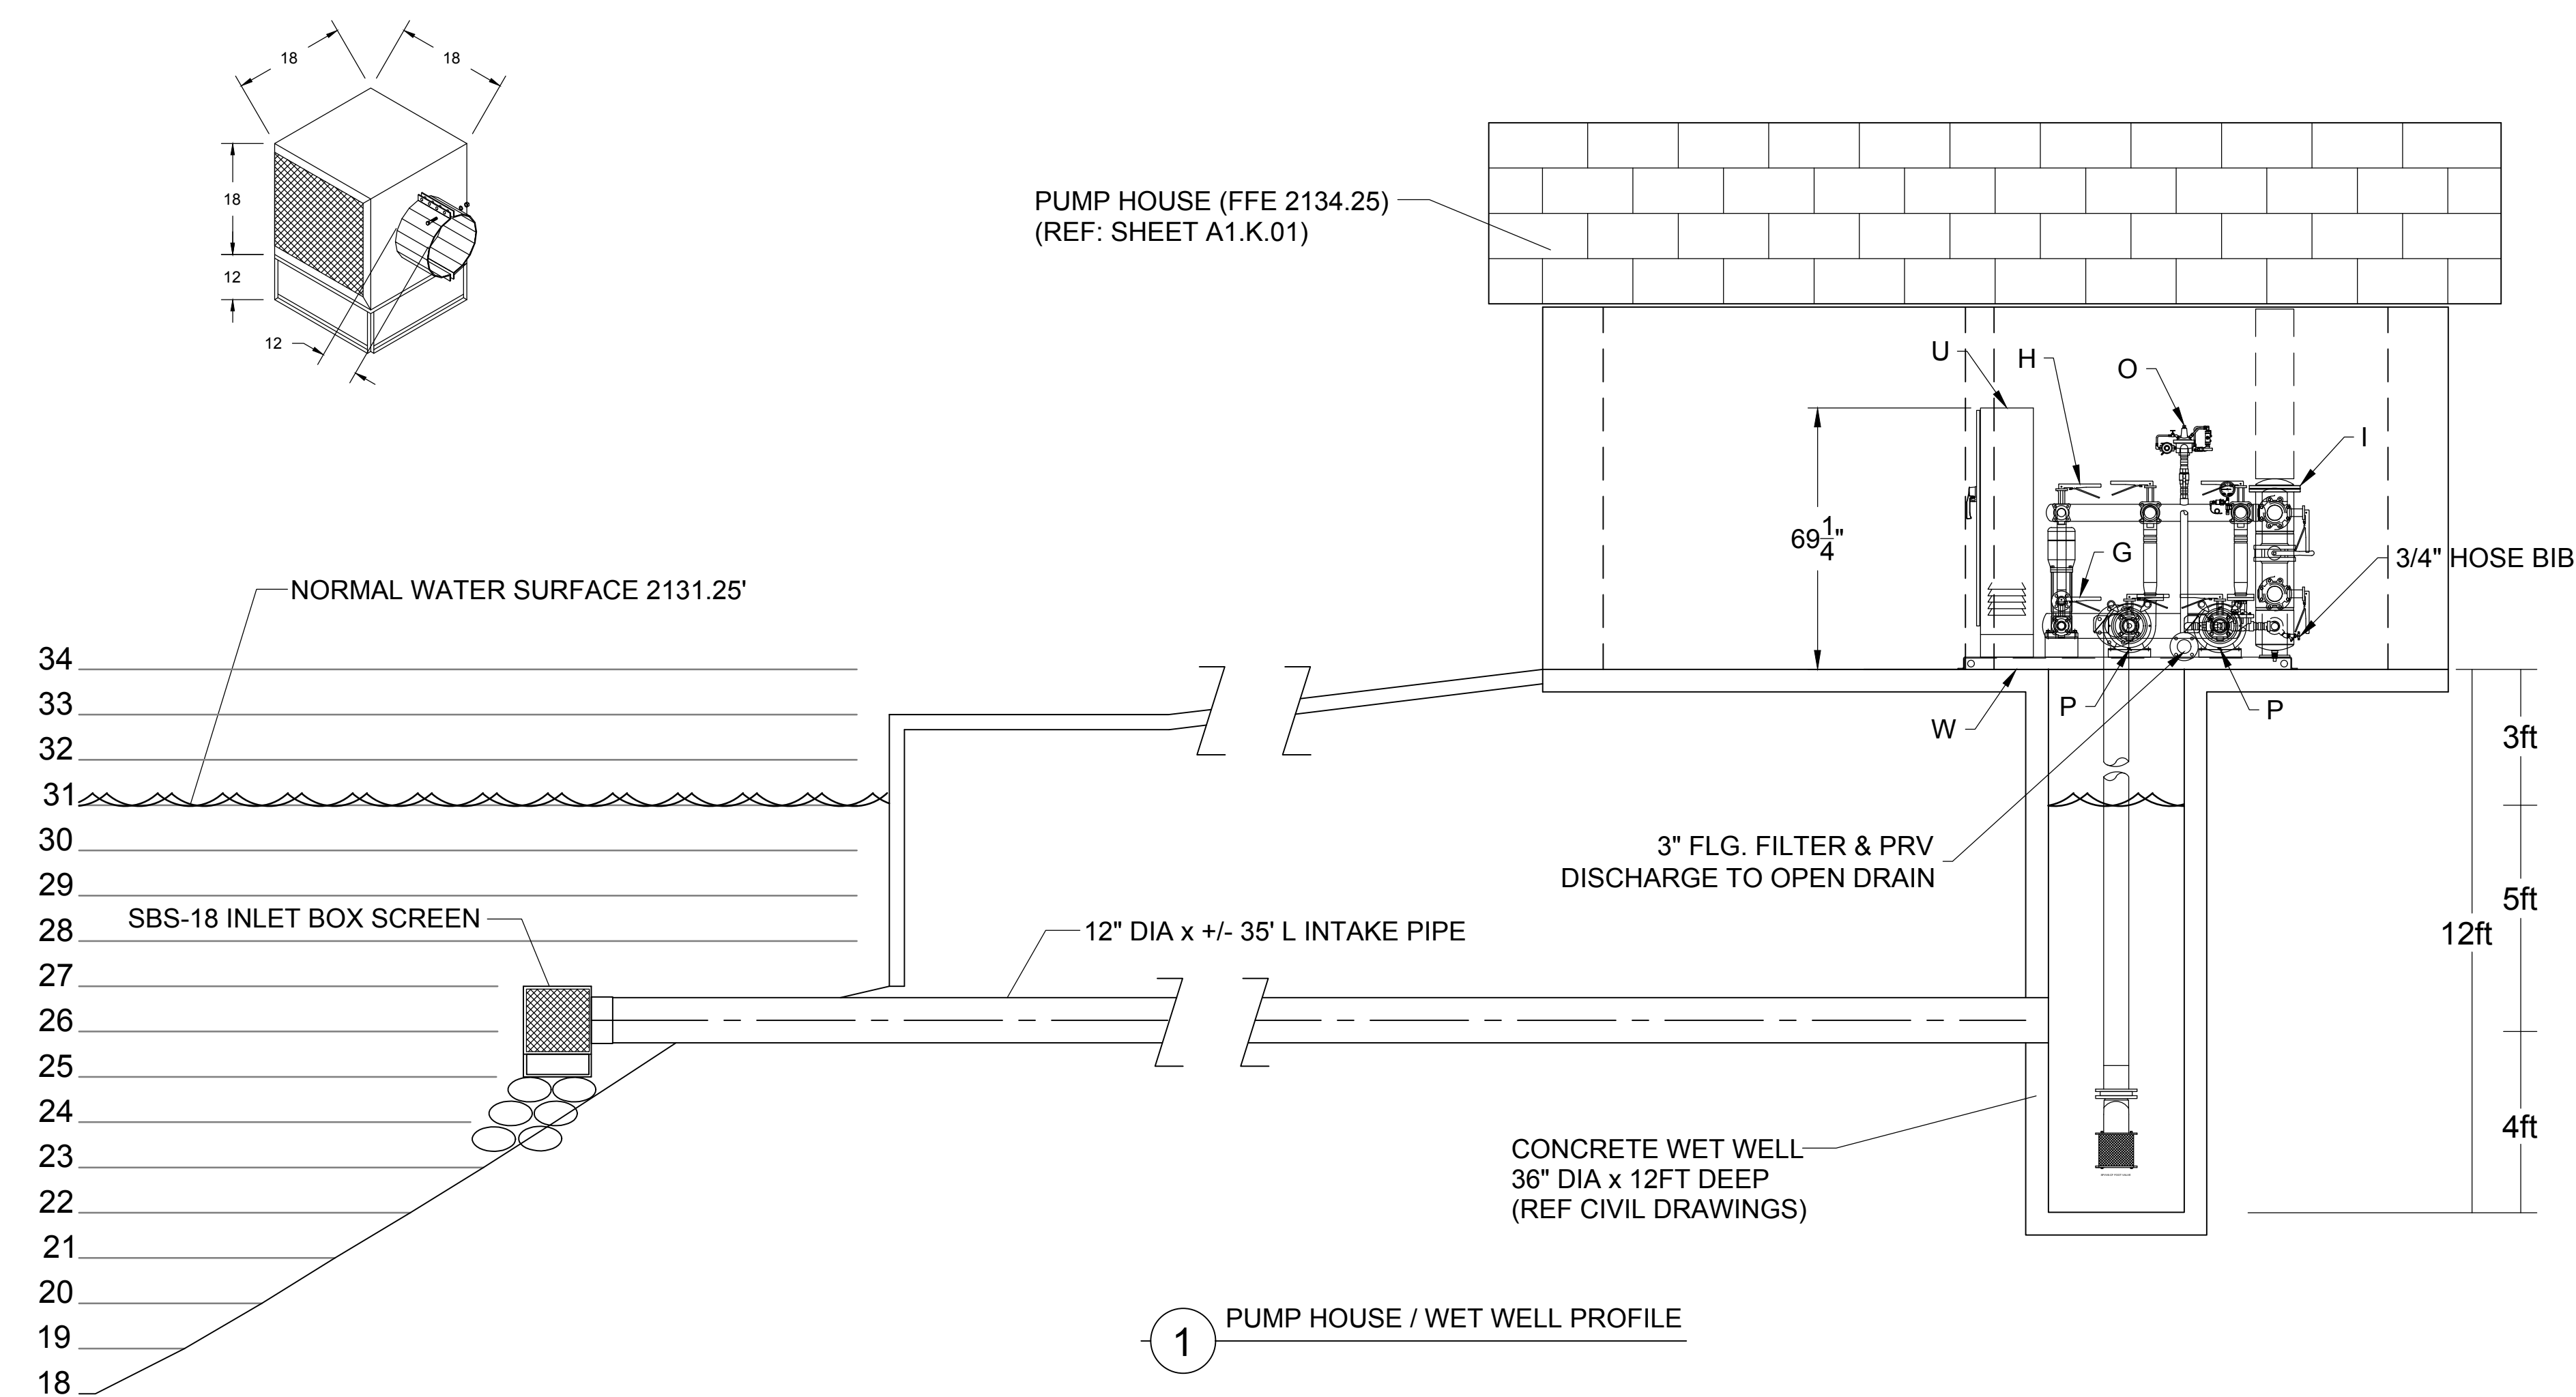 18
18
18
12
12
PUMP HOUSE (FFE 2134.25)
(REF: SHEET A1.K.01)
U
H
O
I
69 1/4"
G
3/4" HOSE BIB
NORMAL WATER SURFACE 2131.25'
34
33
32
31
30
29
28
27
26
25
24
23
22
21
20
19
18
P
P
W
3ft
5ft
12ft
4ft
3" FLG. FILTER & PRV
DISCHARGE TO OPEN DRAIN
SBS-18 INLET BOX SCREEN
12" DIA x +/- 35' L INTAKE PIPE
CONCRETE WET WELL
36" DIA x 12FT DEEP
(REF CIVIL DRAWINGS)
1
PUMP HOUSE / WET WELL PROFILE